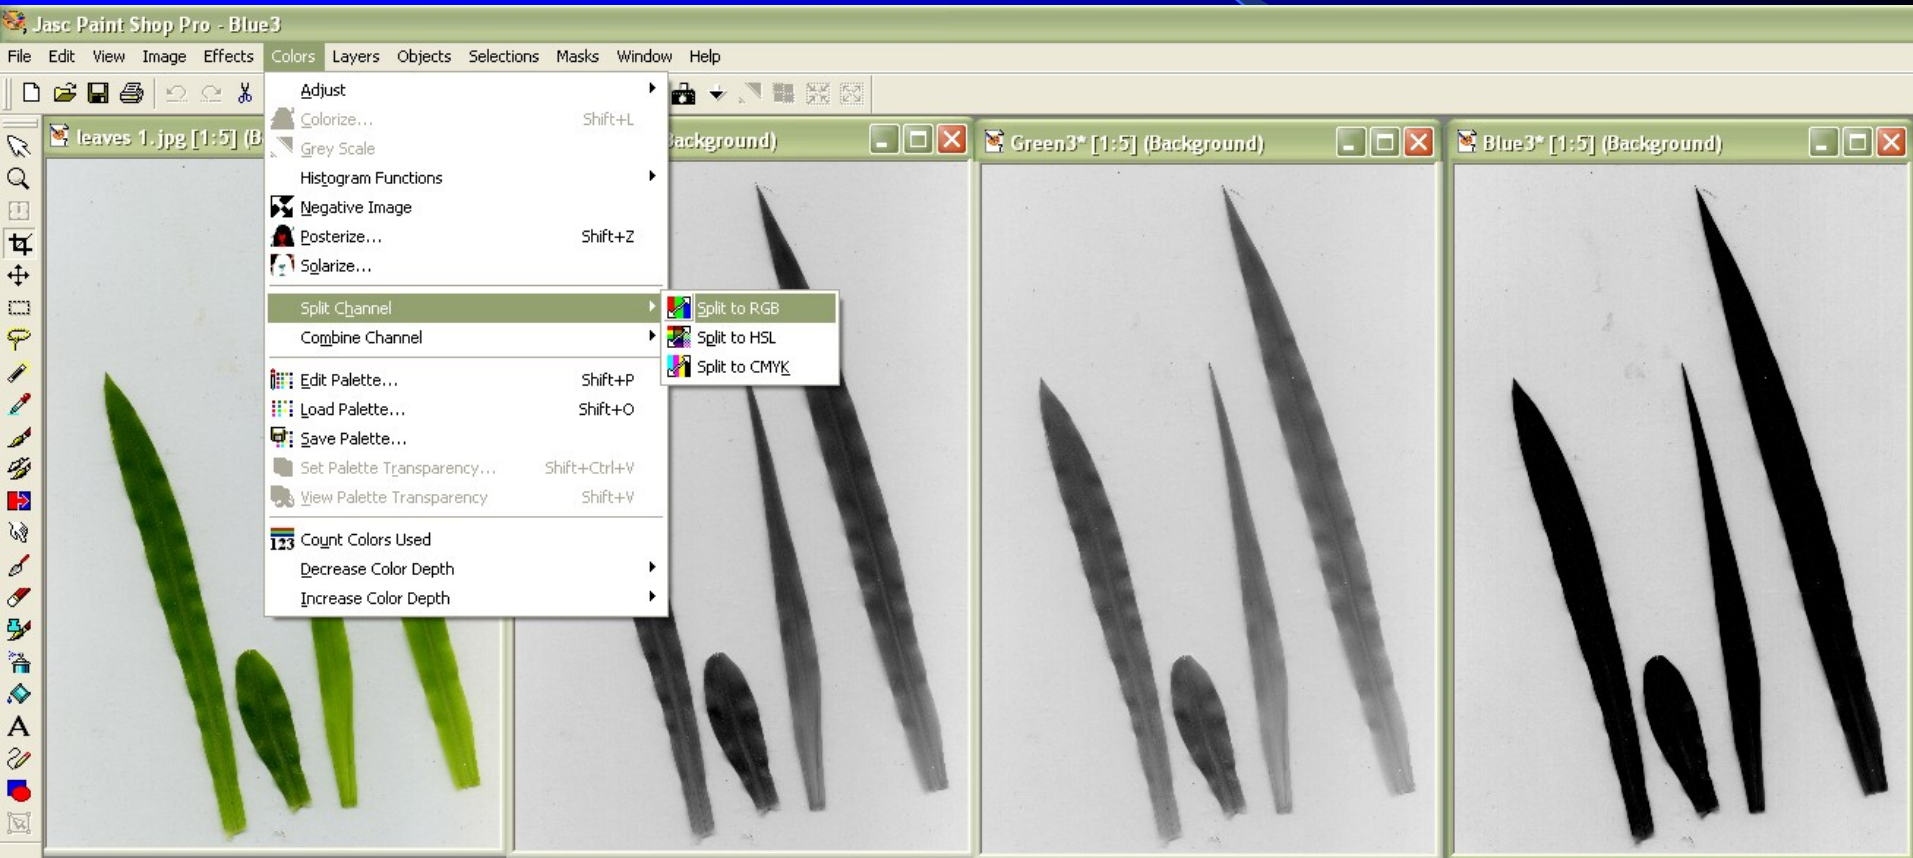 Jasc Paint Shop Pro - Blue3
File Edit View Image Effects Colors Layers Objects Selections Masks Window Help
leaves 1.jpg [1:5] (B
Background)
Green3* [1:5] (Background)
Blue3* [1:5] (Background)
Adjust
Colorize... Shift+L
Grey Scale
Histogram Functions
Negative Image
Posterize... Shift+Z
Solarize...
Split Channel
Combine Channel
Split to RGB
Split to HSL
Split to CMYK
Edit Palette... Shift+P
Load Palette... Shift+O
Save Palette...
Set Palette Transparency... Shift+Ctrl+V
View Palette Transparency Shift+V
123 Count Colors Used
Decrease Color Depth
Increase Color Depth
A